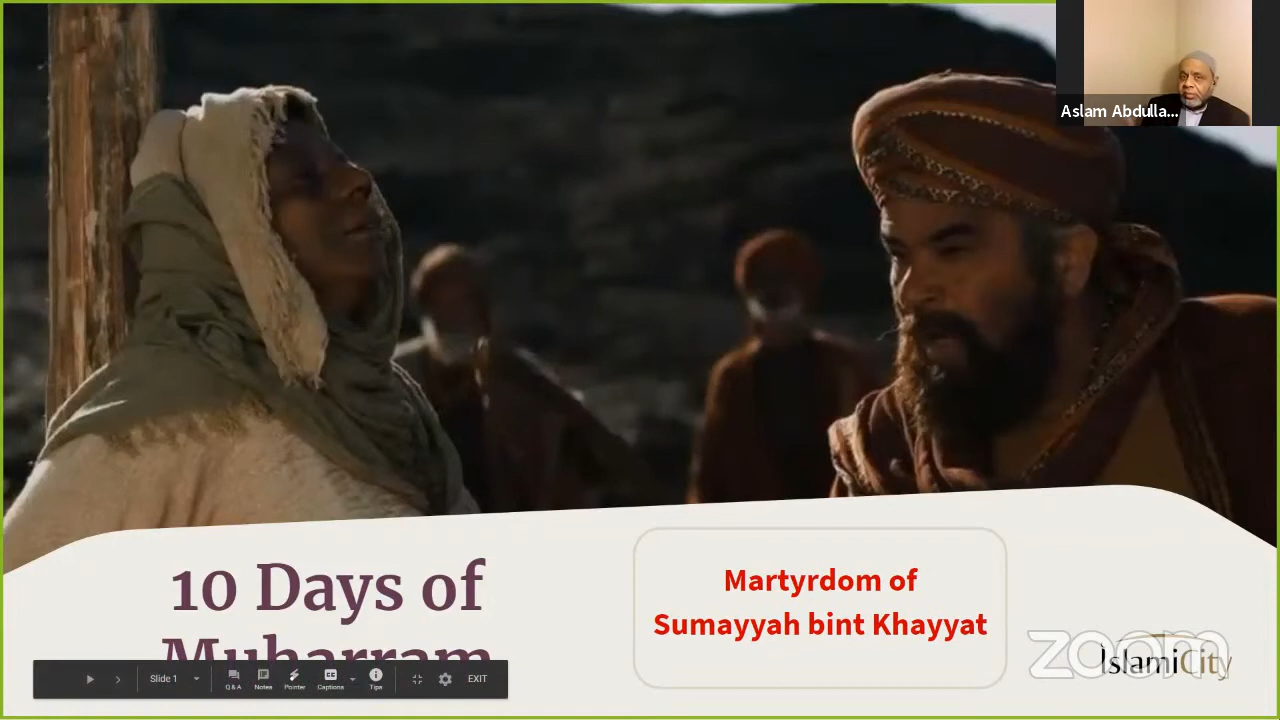 Aslam Abdulla...
10 Days of
Muharram
Martyrdom of
Sumayyah bint Khayyat
zoom
IslamiCity
Slide 1
Q & A
Notes
Pointer
Captions
Tips
EXIT